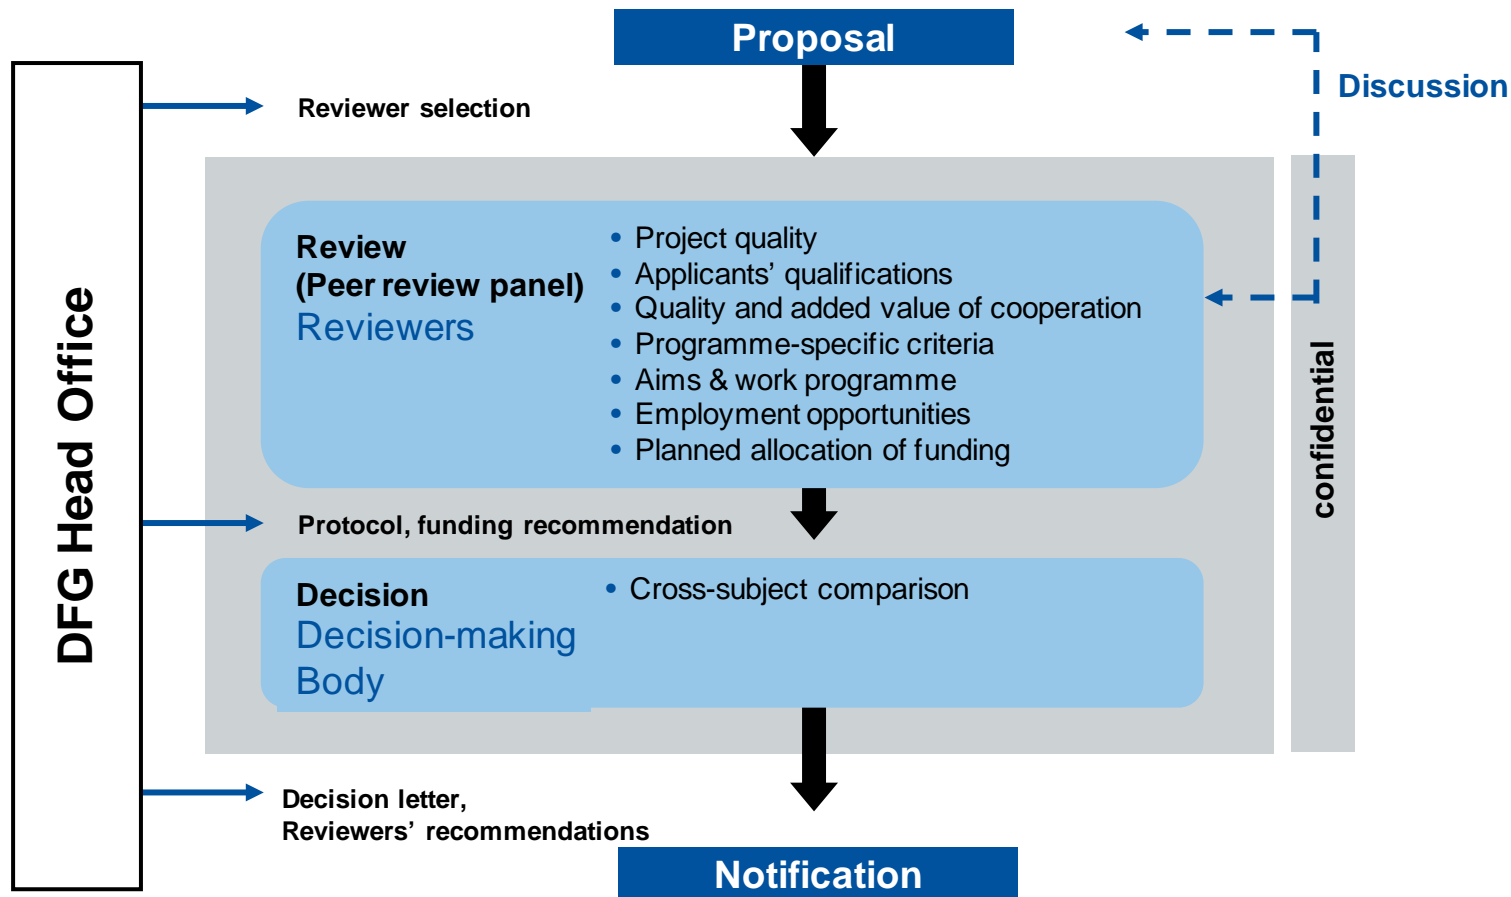 Proposal
Discussion
DFG Head Office
Reviewer selection
Review
(Peer review panel)
Reviewers
• Project quality
• Applicants’ qualifications
• Quality and added value of cooperation
• Programme-specific criteria
• Aims & work programme
• Employment opportunities
• Planned allocation of funding
confidential
Protocol, funding recommendation
Decision
Decision-making
Body
• Cross-subject comparison
Decision letter,
Reviewers’ recommendations
Notification